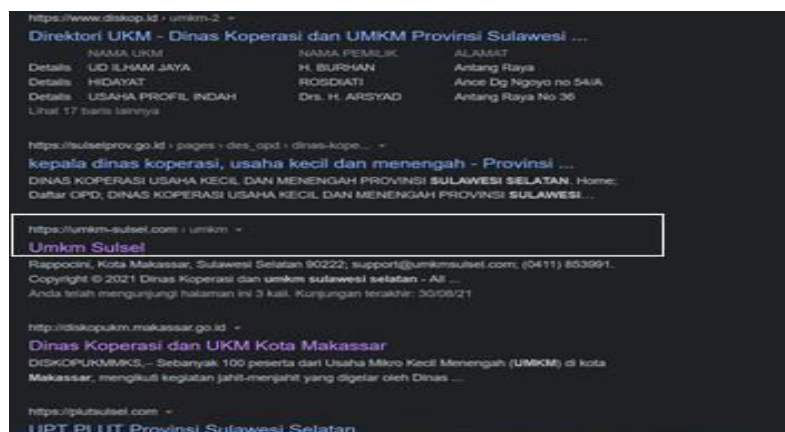 https://www.diskop.id › umkm-2
Direktori UKM - Dinas Koperasi dan UMKM Provinsi Sulawesi ...
NAMA UKM NAMA PEMILIK ALAMAT
Details UD ILHAM JAYA H. BURHAN Antang Raya
Details HIDAYAT ROSDIATI Ance Dg Ngoyo no 54/A
Details USAHA PROFIL INDAH Drs. H. ARSYAD Antang Raya No 36
Lihat 17 baris lainnya
https://sulselprov.go.id › pages › des_opd › dinas-kope...
kepala dinas koperasi, usaha kecil dan menengah - Provinsi ...
DINAS KOPERASI USAHA KECIL DAN MENENGAH PROVINSI SULAWESI SELATAN. Home;
Daftar OPD; DINAS KOPERASI USAHA KECIL DAN MENENGAH PROVINSI SULAWESI...
https://umkm-sulsel.com › umkm
Umkm Sulsel
Rappocini, Kota Makassar, Sulawesi Selatan 90222; support@umkmsulsel.com; (0411) 853991.
Copyright © 2021 Dinas Koperasi dan umkm sulawesi selatan - All ...
Anda telah mengunjungi halaman ini 3 kali. Kunjungan terakhir: 30/08/21
http://diskopukm.makassar.go.id
Dinas Koperasi dan UKM Kota Makassar
DISKOPUKMMKS,– Sebanyak 100 peserta dari Usaha Mikro Kecil Menengah (UMKM) di kota
Makassar, mengikuti kegiatan jahit-menjahit yang digelar oleh Dinas ...
https://plutsulsel.com
UPT PLUT Provinsi Sulawesi Selatan